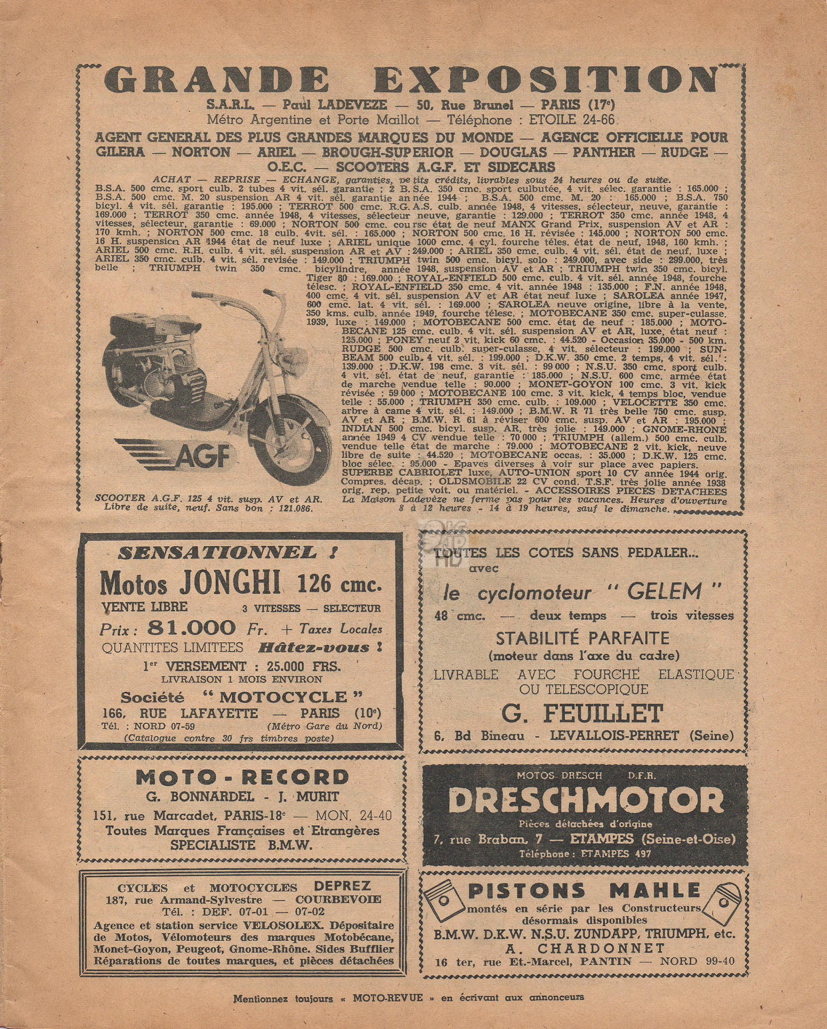 GRANDE EXPOSITION
S.A.R.L. — Paul LADEVEZE — 50, Rue Brunel — PARIS (17e)
Métro Argentine et Porte Maillot — Téléphone : ETOILE 24-66
AGENT GENERAL DES PLUS GRANDES MARQUES DU MONDE — AGENCE OFFICIELLE POUR
GILERA — NORTON — ARIEL — BROUGH-SUPERIOR — DOUGLAS — PANTHER — RUDGE —
O.E.C. — SCOOTERS A.G.F. ET SIDECARS
ACHAT — REPRISE — ECHANGE, garanties, petits crédits, livrables sous 24 heures ou de suite.
B.S.A. 500 cmc. sport culb. 2 tubes 4 vit. sél. garantie ; 2 B.S.A. 350 cmc. sport culbutée, 4 vit. sélec. garantie : 165.000 ;
B.S.A. 500 cmc. M. 20 suspension AR 4 vit. sél. garantie année 1944 ; B.S.A. 500 cmc. M. 20 : 165.000 ; B.S.A. 750
bicyl. 4 vit. sél. garantie : 195.000 ; TERROT 500 cmc. R.G.A.S. culb. année 1948, 4 vitesses, sélecteur, neuve, garantie :
169.000 ; TERROT 350 cmc. année 1948, 4 vitesses, sélecteur neuve, garantie : 129.000 ; TERROT 350 cmc. année 1948, 4
vitesses, sélecteur, garantie : 69.000 ; NORTON 500 cmc. course état de neuf MANX Grand Prix, suspension AV et AR :
170 kmh. ; NORTON 500 cmc. 18 culb. 4vit. sél. : 165.000 ; NORTON 500 cmc. 16 H. révisée : 145.000 ; NORTON 500 cmc.
16 H. suspension AR 1944 état de neuf luxe ; ARIEL unique 1000 cmc. 4 cyl. fourche téles. état de neuf, 1948, 160 kmh. ;
ARIEL 500 cmc. R.H. culb. 4 vit. sél. suspension AR et AV :249.000 ; ARIEL 350 cmc. culb. 4 vit. sél. état de neuf. luxe ;
ARIEL 350 cmc. culb. 4 vit. sél. revisée : 149.000 ; TRIUMPH twin 500 cmc. bicyl. solo : 249.000, avec side : 299.000, très
belle ; TRIUMPH twin 350 cmc. bicylindre, année 1948, suspension AV et AR ; TRIUMPH twin 350 cmc. bicyl.
Tiger 80 : 169.000 ; ROYAL-ENFIELD 500 cmc. culb. 4 vit. sél. année 1948, fourche
télesc. ; ROYAL-ENFIELD 350 cmc. 4 vit. année 1948 : 135.000 ; F.N. année 1948,
400 cmc. 4 vit. sél. suspension AV et AR état neuf luxe ; SAROLEA année 1947,
600 cmc. lat. 4 vit. sél. : 169.000 ; SAROLEA neuve origine, libre à la vente,
350 kms. culb. année 1949, fourche télesc. ; MOTOBECANE 350 cmc. super-culasse
1939, luxe : 149.000 ; MOTOBECANE 500 cmc. état de neuf : 185.000 ; MOTO-
BECANE 125 cmc. culb. 4 vit. sél. suspension AV et AR, luxe, état neuf :
125.000 ; PONEY neuf 2 vit. kick 60 cmc. : 44.520 - Occasion 35.000 - 500 km.
RUDGE 500 cmc. culb. super-culasse, 4 vit. sélecteur : 199.000 ; SUN-
BEAM 500 culb. 4 vit. sél. : 199.000 ; D.K.W. 350 cmc. 2 temps, 4 vit. sél. :
139.000 ; D.K.W. 198 cmc. 3 vit. sél. : 99 000 ; N.S.U. 350 cmc. sport culb.
4 vit. sél. état de neuf, garantie : 185.000 ; N.S.U. 600 cmc. armée état
de marche vendue telle : 90.000 ; MONET-GOYON 100 cmc. 3 vit. kick
révisée : 59 000 ; MOTOBECANE 100 cmc. 3 vit. kick, 4 temps bloc, vendue
telle : 55.000 ; TRIUMPH 350 cmc. culb. : 109.000 ; VELOCETTE 350 cmc.
arbre à came 4 vit. sél. : 149.000 ; B.M.W. R 71 très belle 750 cmc. susp.
AV et AR ; B.M.W. R 61 à réviser 600 cmc. susp. AV et AR : 195.000 ;
INDIAN 500 cmc. bicyl. susp. AR, très jolie : 149.000 ; GNOME-RHONE
année 1949 4 CV vendue telle : 70 000 ; TRIUMPH (allem.) 500 cmc. culb.
vendue telle état de marche : 79.000 ; MOTOBECANE 2 vit. kick, neuve
libre de suite : 44.520 ; MOTOBECANE occas. : 35.000 ; D.K.W. 125 cmc.
bloc sélec. : 95.000 - Epaves diverses à voir sur place avec papiers.
SUPERBE CABRIOLET luxe, AUTO-UNION sport 10 CV année 1944 orig.
Compres. décap. ; OLDSMOBILE 22 CV cond. T.S.F. très jolie année 1938
orig. rep. petite voit. ou matériel. - ACCESSOIRES PIECES DETACHEES
La Maison Ladevèze ne ferme pas pour les vacances. Heures d'ouverture
8 à 12 heures - 14 à 19 heures, sauf le dimanche.
AGF
SCOOTER A.G.F. 125 4 vit. susp. AV et AR.
Libre de suite, neuf. Sans bon : 121.086.
SENSATIONNEL !
Motos JONGHI 126 cmc.
VENTE LIBRE 3 VITESSES — SELECTEUR
Prix : 81.000 Fr. + Taxes Locales
QUANTITES LIMITEES Hâtez-vous !
1er VERSEMENT : 25.000 FRS.
LIVRAISON 1 MOIS ENVIRON
Société “ MOTOCYCLE ”
166, RUE LAFAYETTE — PARIS (10e)
Tél. : NORD 07-59 (Métro Gare du Nord)
(Catalogue contre 30 frs timbres poste)
TOUTES LES COTES SANS PEDALER...
avec
le cyclomoteur “ GELEM ”
48 cmc. — deux temps — trois vitesses
STABILITÉ PARFAITE
(moteur dans l'axe du cadre)
LIVRABLE AVEC FOURCHE ELASTIQUE
OU TELESCOPIQUE
G. FEUILLET
6, Bd Bineau - LEVALLOIS-PERRET (Seine)
MOTO - RECORD
G. BONNARDEL - J. MURIT
151, rue Marcadet, PARIS-18e — MON. 24-40
Toutes Marques Françaises et Etrangères
SPECIALISTE B.M.W.
MOTOS DRESCH D.F.R.
DRESCHMOTOR
Pièces détachées d'origine
7, rue Braban, 7 — ETAMPES (Seine-et-Oise)
Téléphone : ETAMPES 497
CYCLES et MOTOCYCLES DEPREZ
187, rue Armand-Sylvestre — COURBEVOIE
Tél. : DEF. 07-01 — 07-02
Agence et station service VELOSOLEX. Dépositaire
de Motos, Vélomoteurs des marques Motobécane,
Monet-Goyon, Peugeot, Gnome-Rhône. Sides Bufflier
Réparations de toutes marques, et pièces détachées
PISTONS MAHLE
montés en série par les Constructeurs
désormais disponibles
B.M.W. D.K.W. N.S.U. ZUNDAPP, TRIUMPH, etc.
A. CHARDONNET
16 ter, rue Et.-Marcel, PANTIN — NORD 99-40
Mentionnez toujours « MOTO-REVUE » en écrivant aux annonceurs